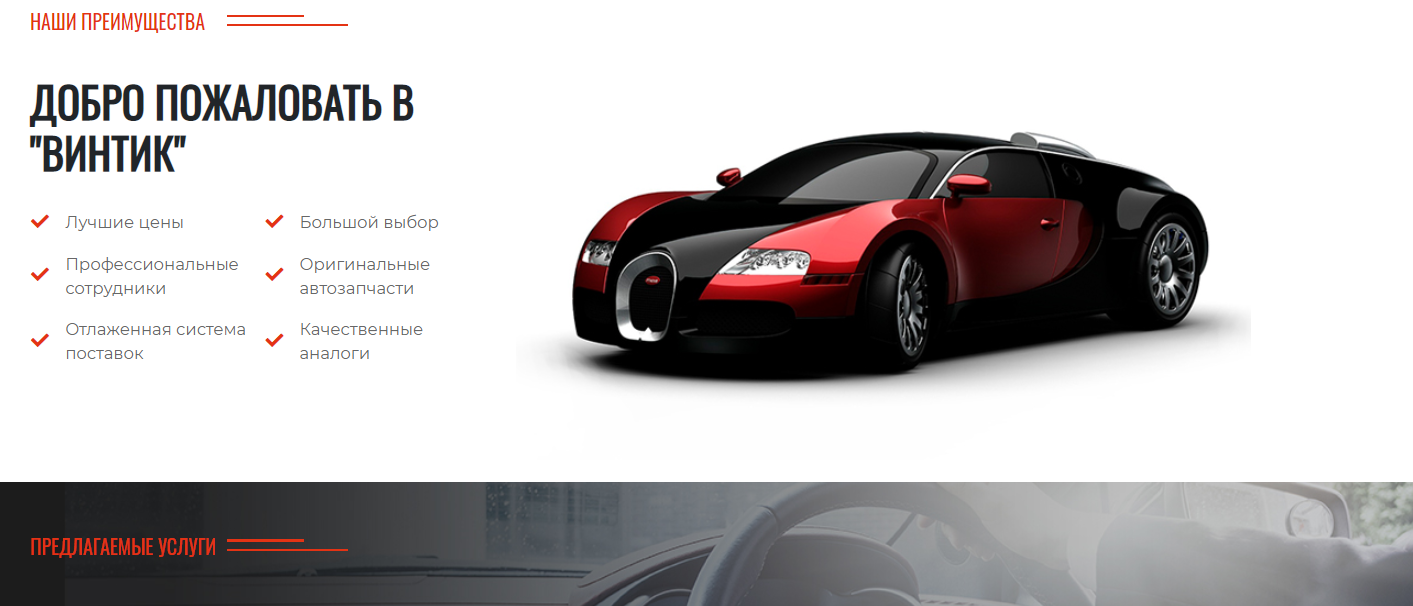 НАШИ ПРЕИМУЩЕСТВА
ДОБРО ПОЖАЛОВАТЬ В
"ВИНТИК"
Лучшие цены
Большой выбор
Профессиональные
сотрудники
Оригинальные
автозапчасти
Отлаженная система
поставок
Качественные
аналоги
ПРЕДЛАГАЕМЫЕ УСЛУГИ